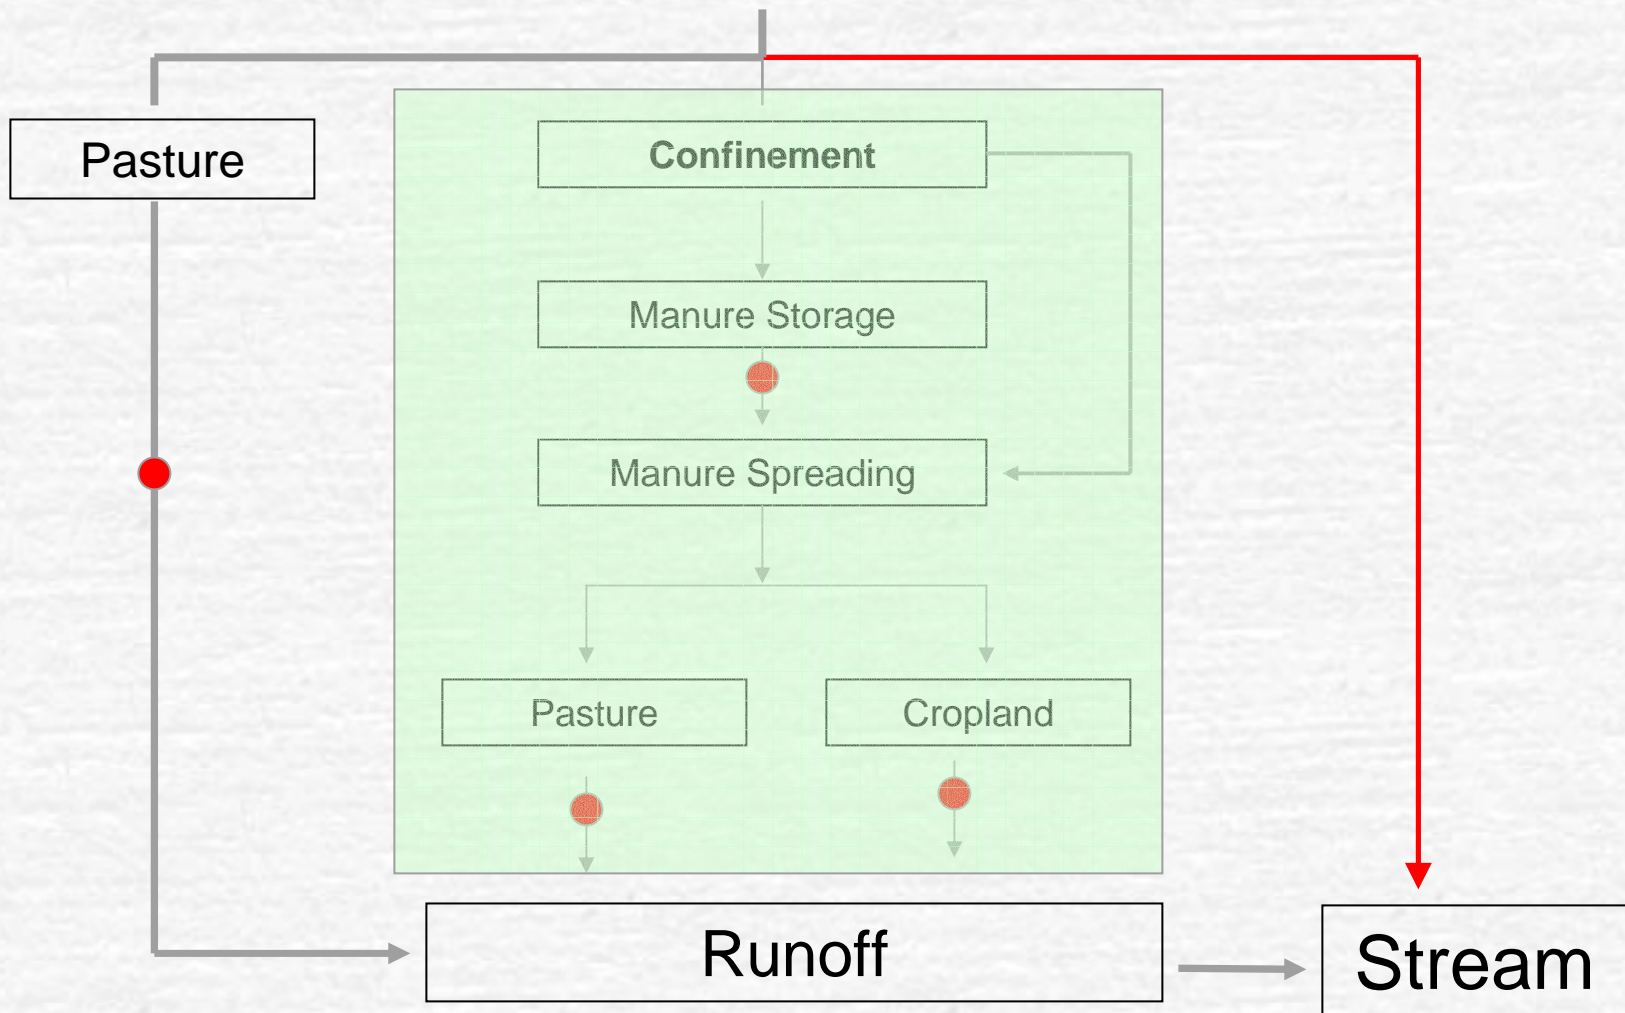 Pasture
Confinement
Manure Storage
Manure Spreading
Pasture
Cropland
Runoff
Stream